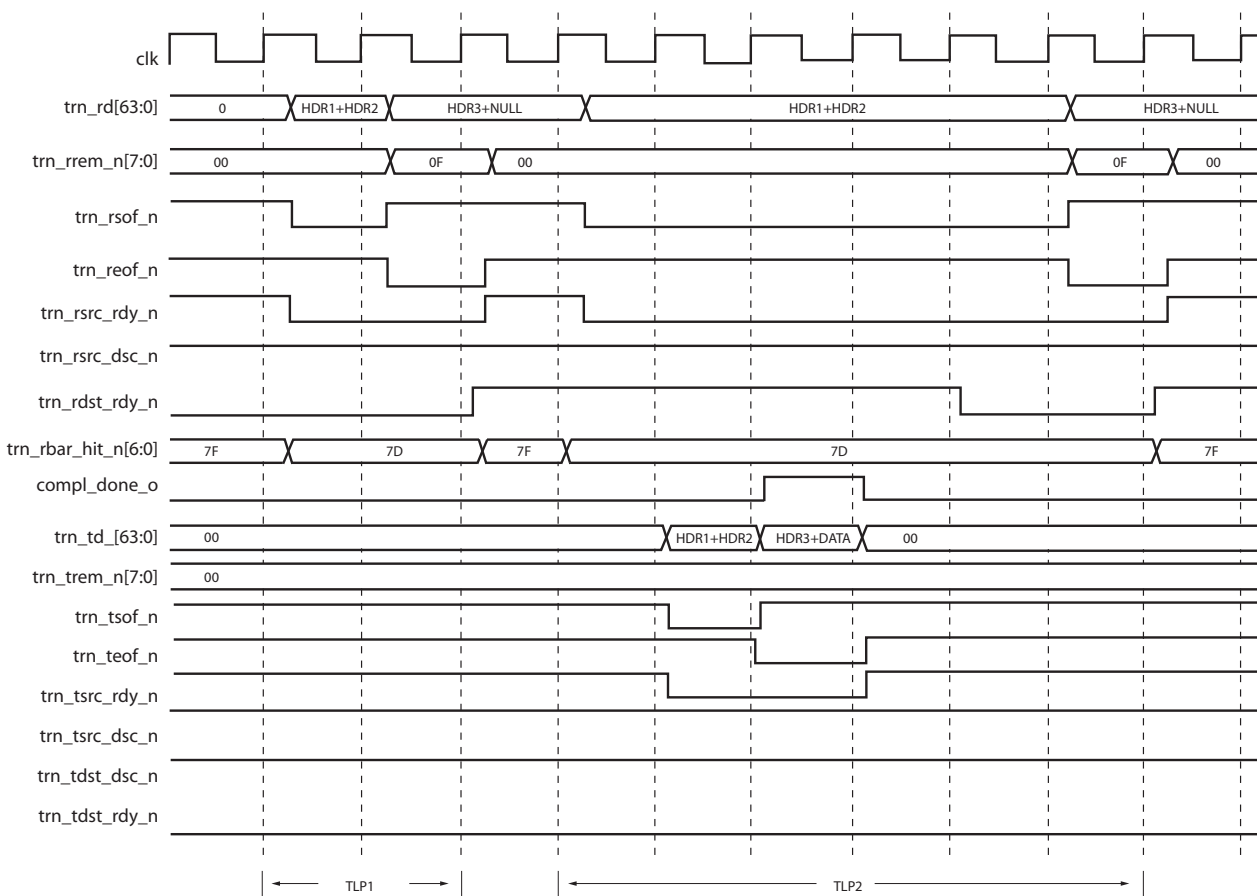 clk
trn_rd[63:0] 0 HDR1+HDR2 HDR3+NULL HDR1+HDR2 HDR3+NULL
trn_rrem_n[7:0] 00 0F 00 0F 00
trn_rsof_n
trn_reof_n
trn_rsrc_rdy_n
trn_rsrc_dsc_n
trn_rdst_rdy_n
trn_rbar_hit_n[6:0] 7F 7D 7F 7D 7F
compl_done_o
trn_td_[63:0] 00 HDR1+HDR2 HDR3+DATA 00
trn_trem_n[7:0] 00
trn_tsof_n
trn_teof_n
trn_tsrc_rdy_n
trn_tsrc_dsc_n
trn_tdst_dsc_n
trn_tdst_rdy_n
TLP1 TLP2